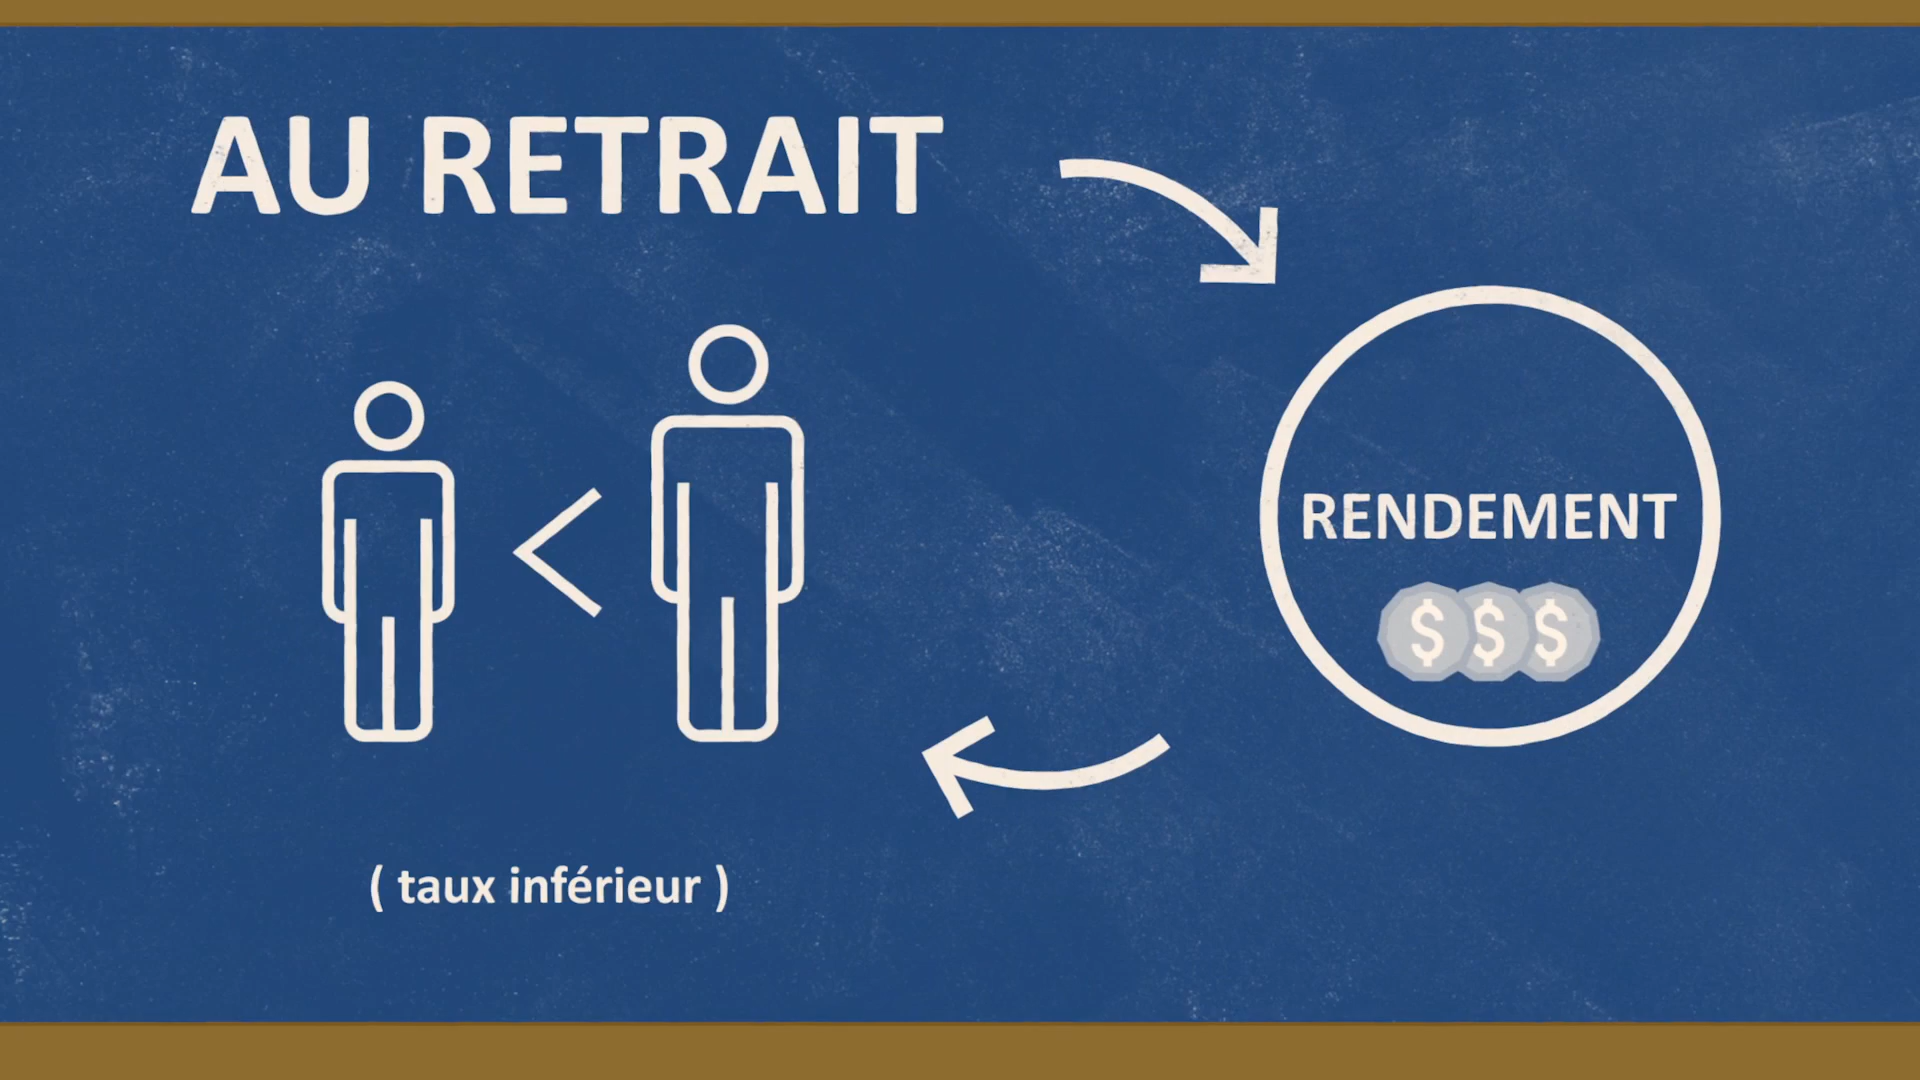 AU RETRAIT
<
RENDEMENT
$ $ $
( taux inférieur )